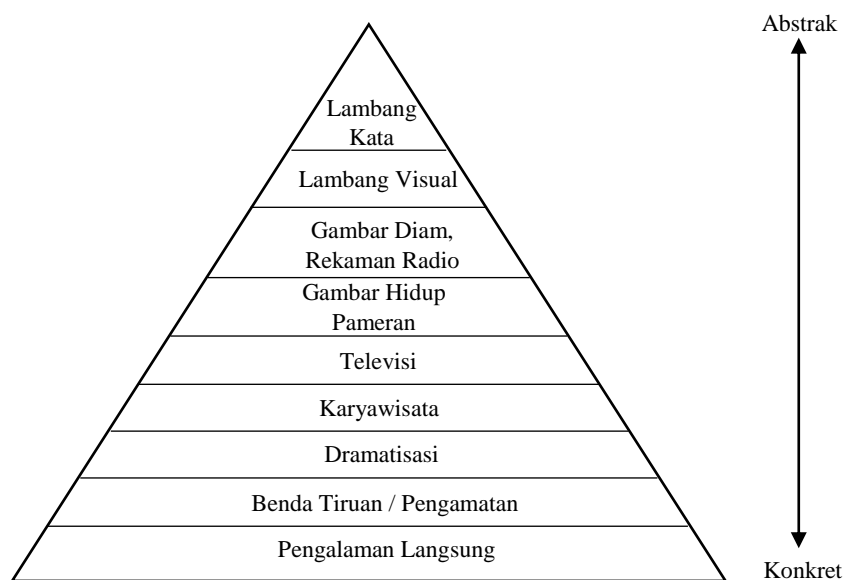 Abstrak
Lambang
Kata
Lambang Visual
Gambar Diam,
Rekaman Radio
Gambar Hidup
Pameran
Televisi
Karyawisata
Dramatisasi
Benda Tiruan / Pengamatan
Pengalaman Langsung
Konkret